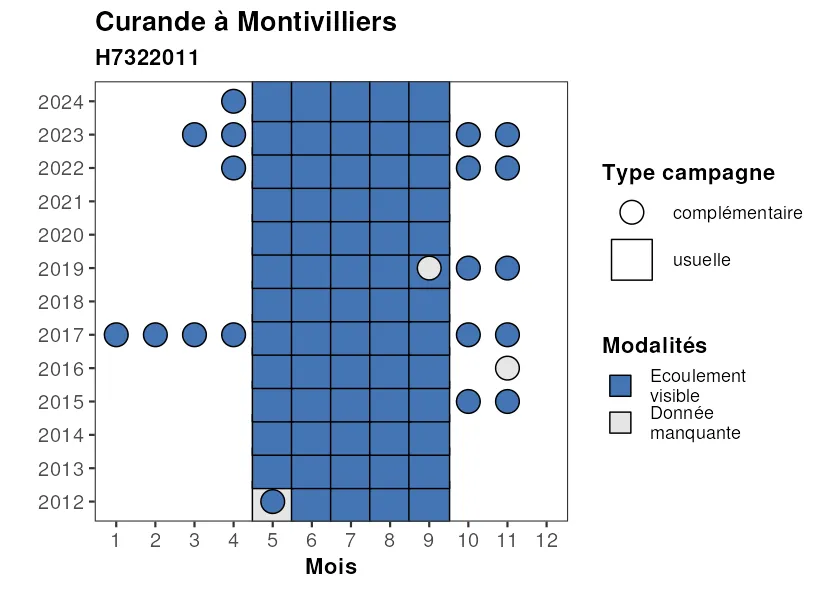 Curande à Montivilliers
H7322011
2024
2023
2022
2021
2020
2019
2018
2017
2016
2015
2014
2013
2012
1 2 3 4 5 6 7 8 9 10 11 12
Mois
Type campagne
complémentaire
usuelle
Modalités
Ecoulement
visible
Donnée
manquante